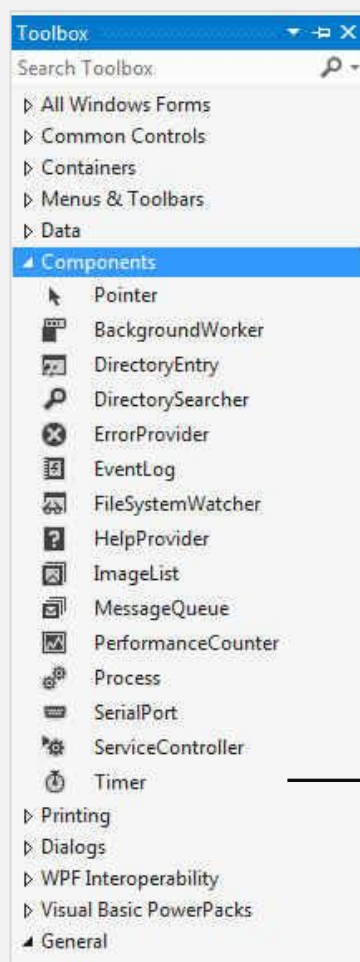 Toolbox
Search Toolbox
All Windows Forms
Common Controls
Containers
Menus & Toolbars
Data
Components
Pointer
BackgroundWorker
DirectoryEntry
DirectorySearcher
ErrorProvider
EventLog
FileSystemWatcher
HelpProvider
ImageList
MessageQueue
PerformanceCounter
Process
SerialPort
ServiceController
Timer
Printing
Dialogs
WPF Interoperability
Visual Basic PowerPacks
General